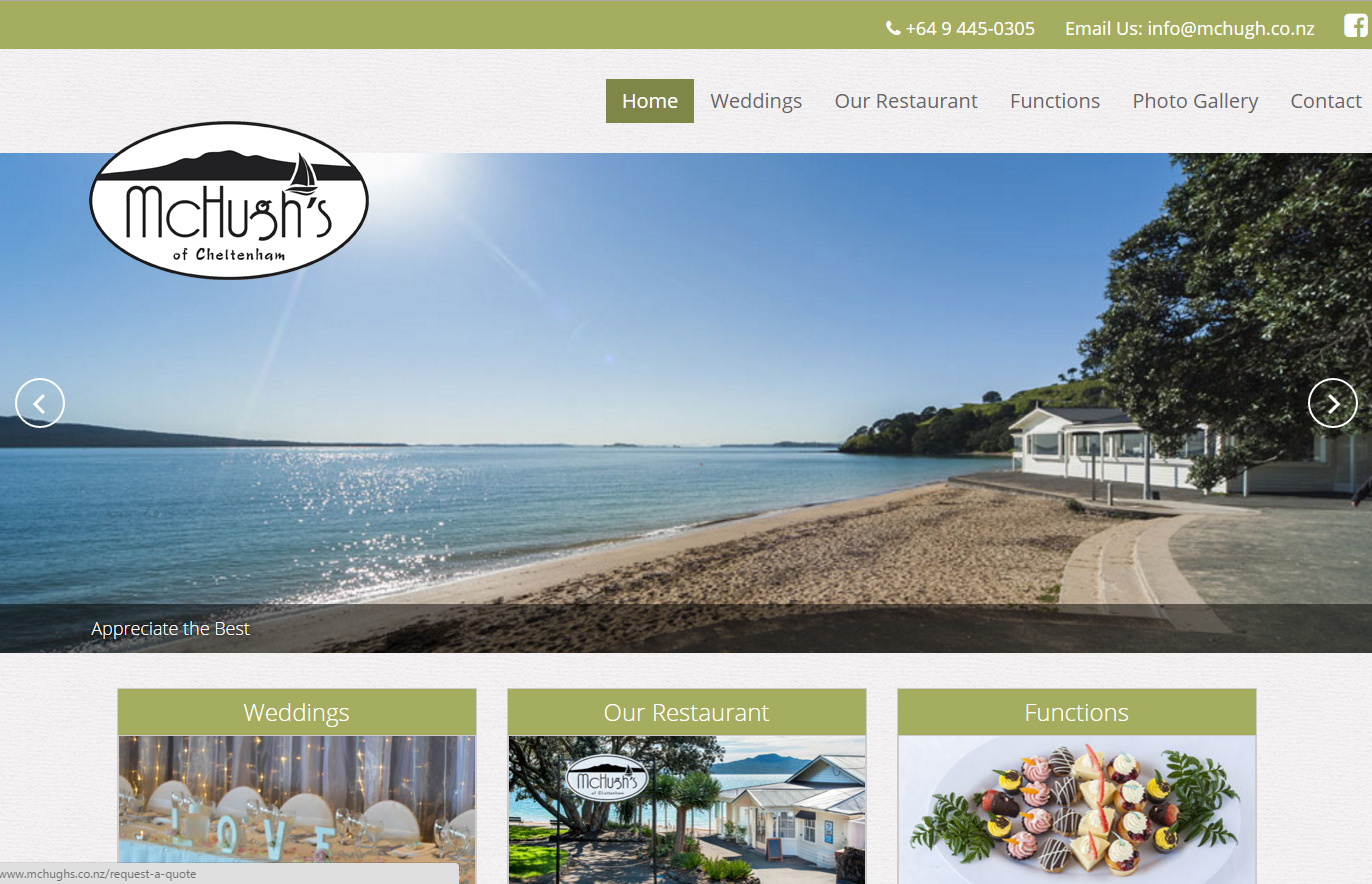 +64 9 445-0305 Email Us: info@mchugh.co.nz
Home Weddings Our Restaurant Functions Photo Gallery Contact
McHugh's
of Cheltenham
Appreciate the Best
Weddings Our Restaurant Functions
McHugh's
of Cheltenham
LOVE
www.mchughs.co.nz/request-a-quote